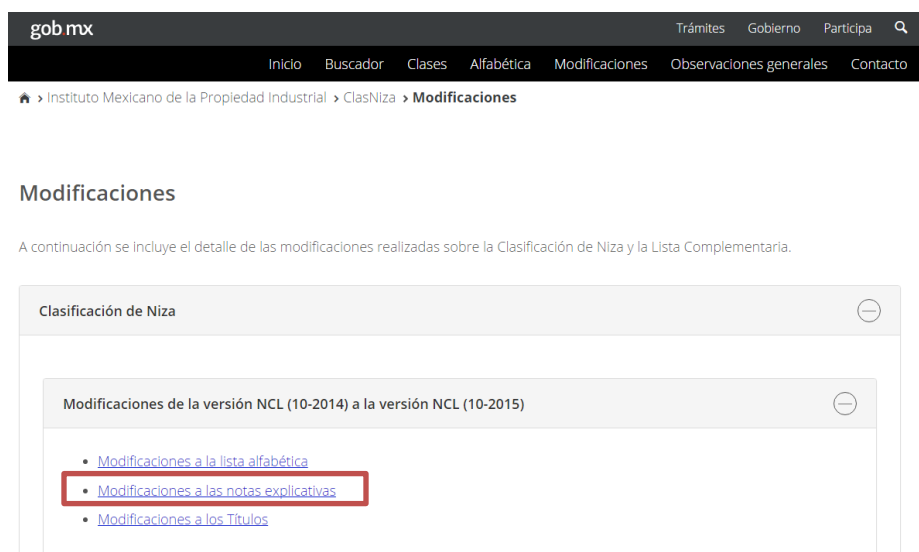 gob.mx
Trámites Gobierno Participa
Inicio Buscador Clases Alfabética Modificaciones Observaciones generales Contacto
> Instituto Mexicano de la Propiedad Industrial > ClasNiza > Modificaciones
Modificaciones
A continuación se incluye el detalle de las modificaciones realizadas sobre la Clasificación de Niza y la Lista Complementaria.
Clasificación de Niza
Modificaciones de la versión NCL (10-2014) a la versión NCL (10-2015)
• Modificaciones a la lista alfabética
• Modificaciones a las notas explicativas
• Modificaciones a los Títulos